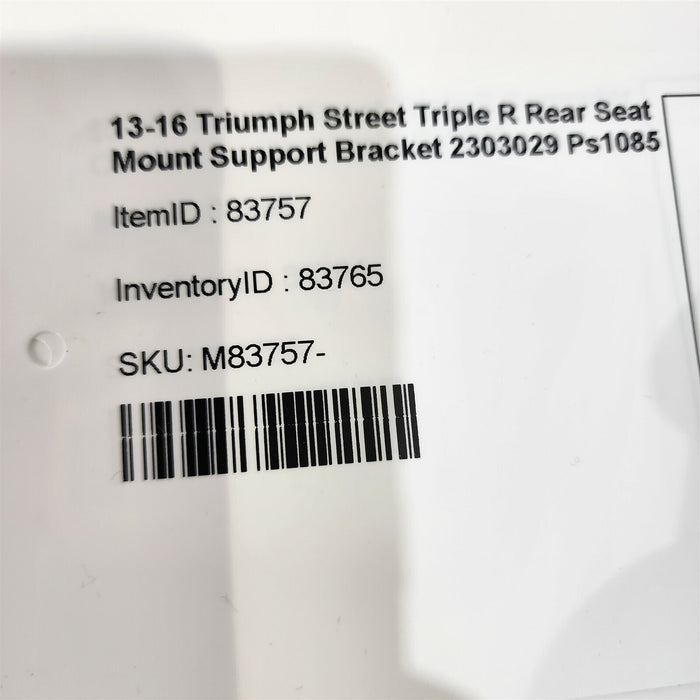 13-16 Triumph Street Triple R Rear Seat
Mount Support Bracket 2303029 Ps1085
ItemID : 83757
InventoryID : 83765
SKU: M83757-